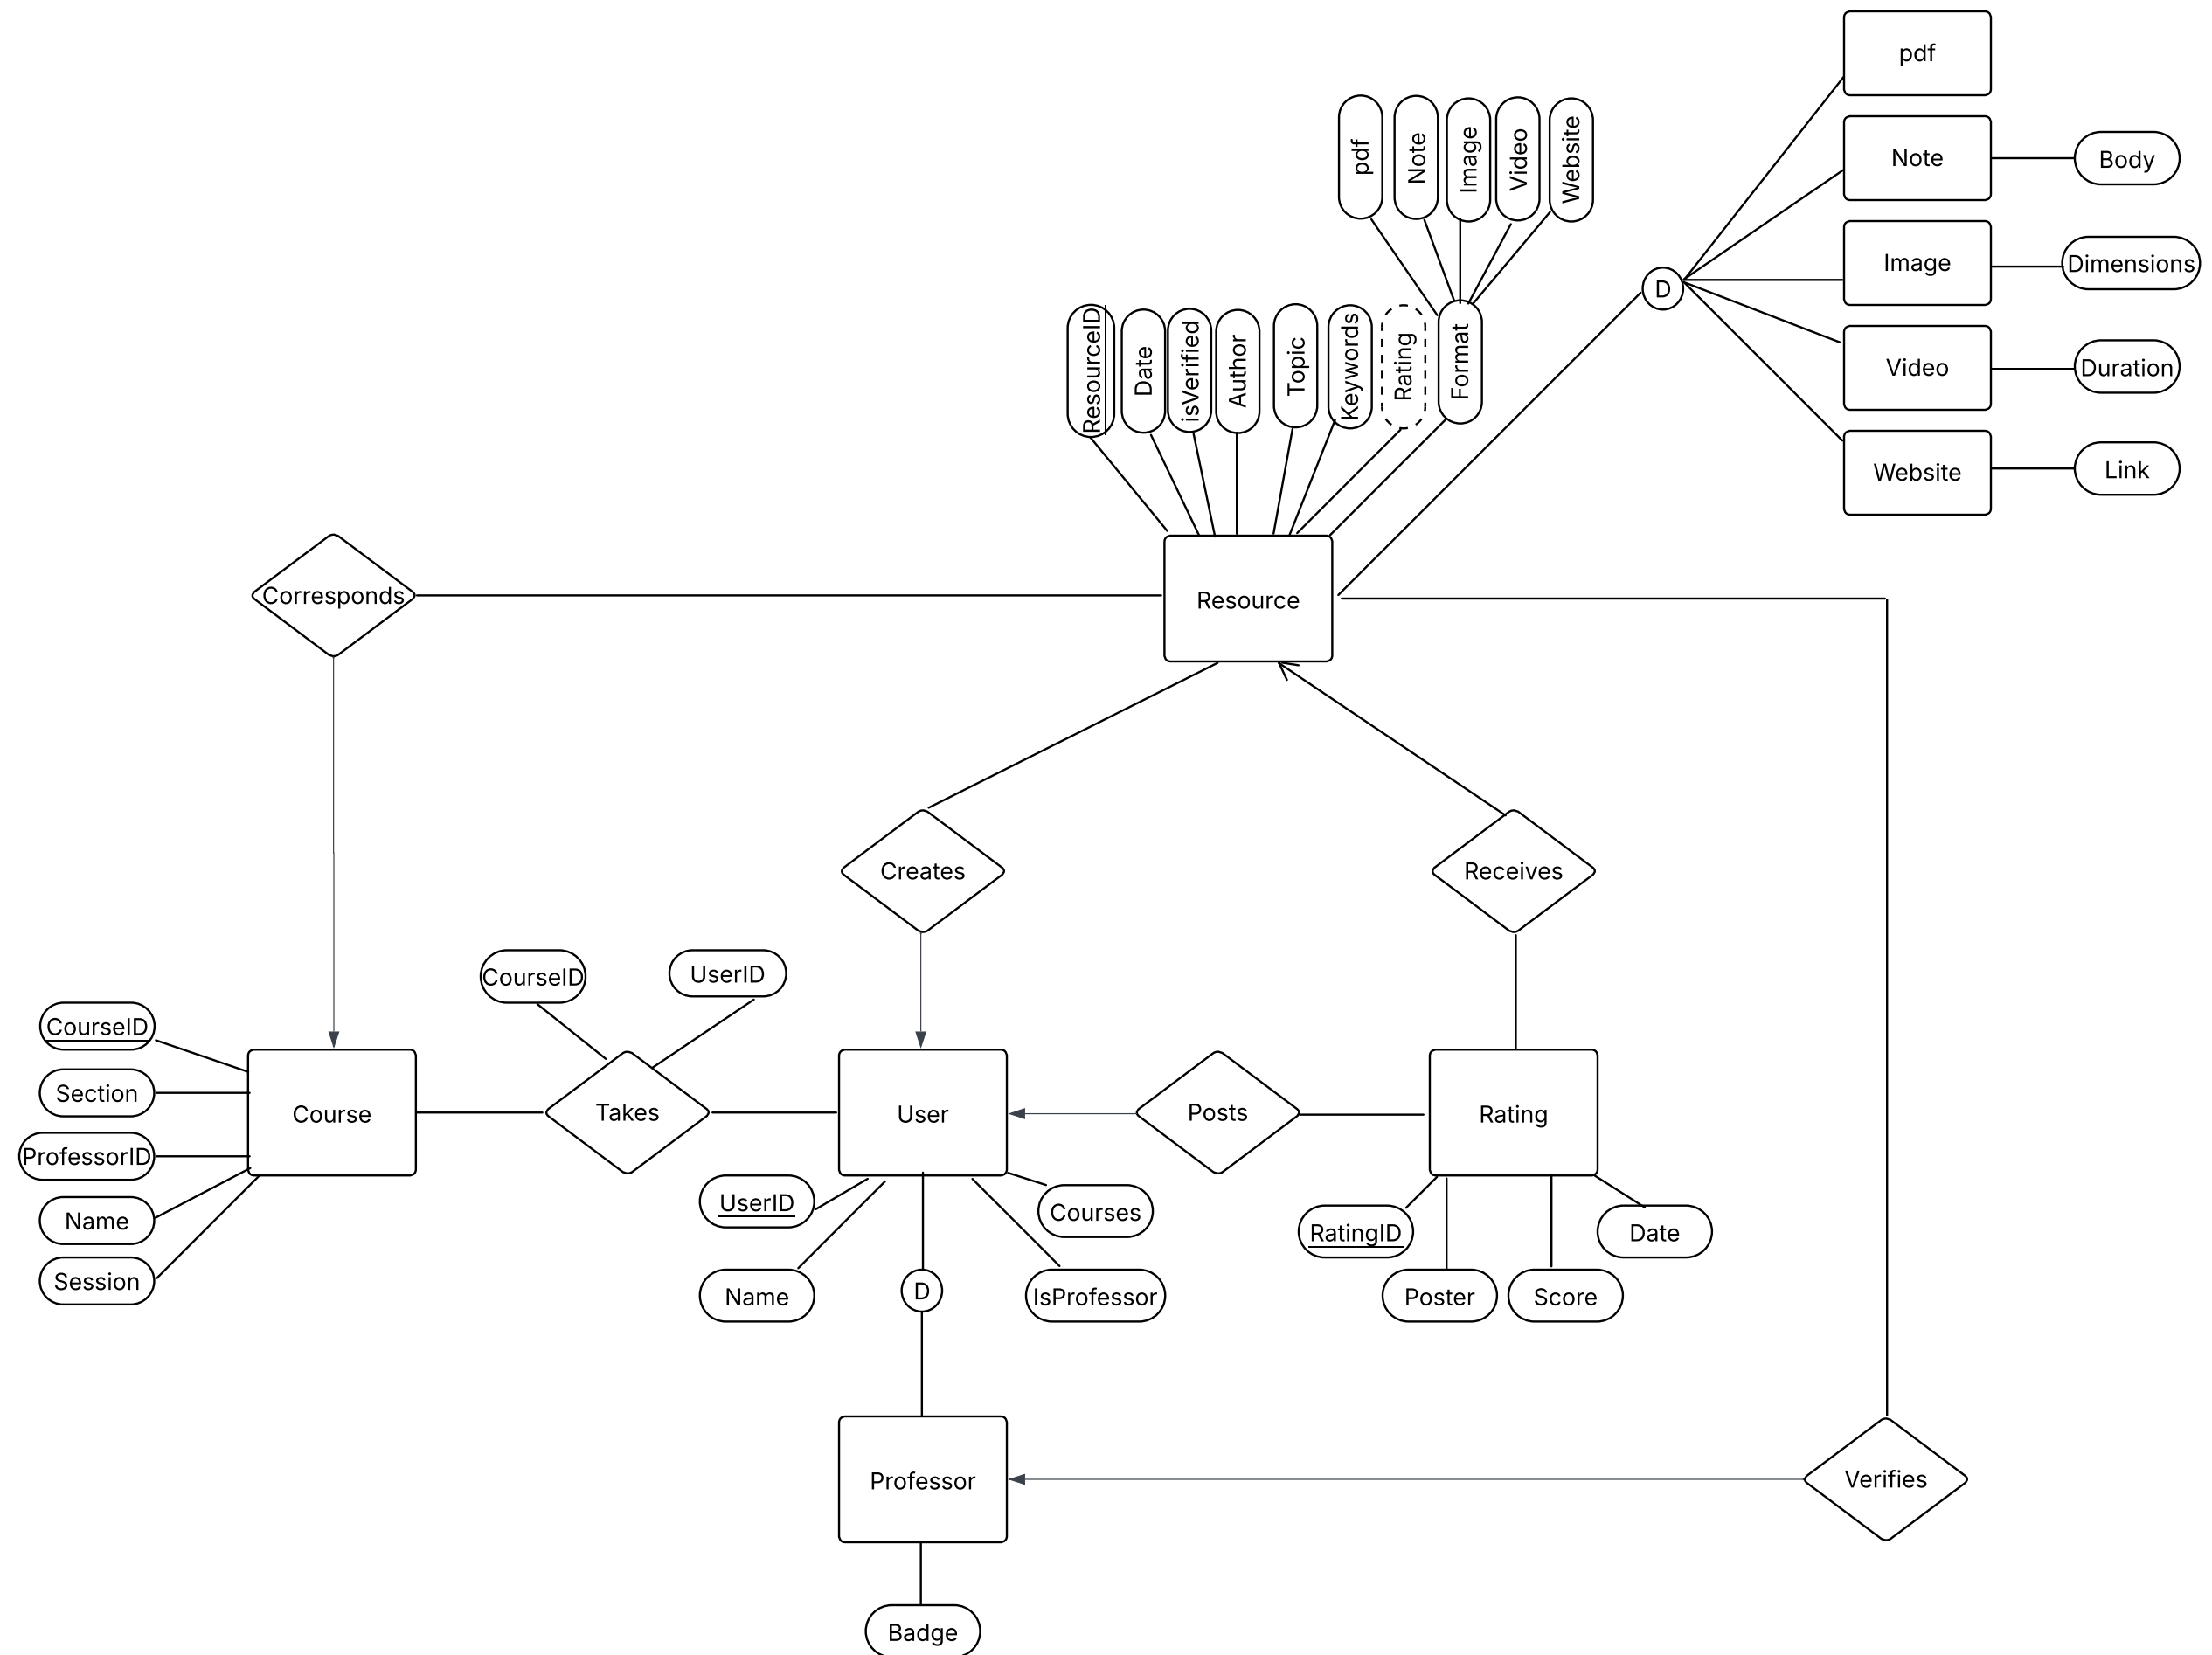 pdf
Note
Body
Image
Dimensions
Video
Duration
Website
Link
D
pdf
Note
Image
Video
Website
ResourceID
Date
isVerified
Author
Topic
Keywords
Rating
Format
Corresponds
Resource
Creates
Receives
CourseID
UserID
CourseID
Section
ProfessorID
Name
Session
Course
Takes
User
Posts
Rating
UserID
Name
D
IsProfessor
Courses
RatingID
Poster
Score
Date
Professor
Verifies
Badge